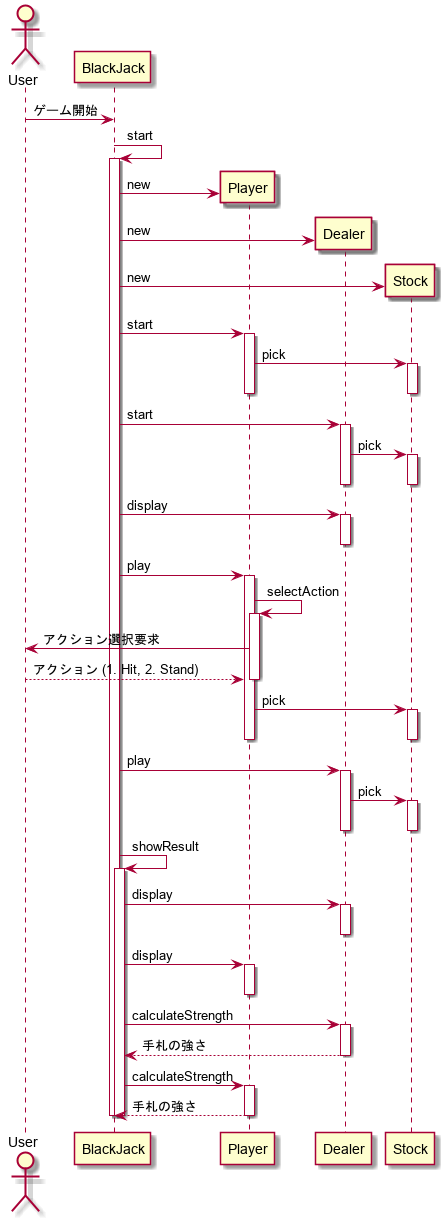 User
BlackJack
ゲーム開始
start
new
Player
new
Dealer
new
Stock
start
pick
start
pick
display
play
selectAction
アクション選択要求
アクション (1. Hit, 2. Stand)
pick
play
pick
showResult
display
display
calculateStrength
手札の強さ
calculateStrength
手札の強さ
User
BlackJack
Player
Dealer
Stock